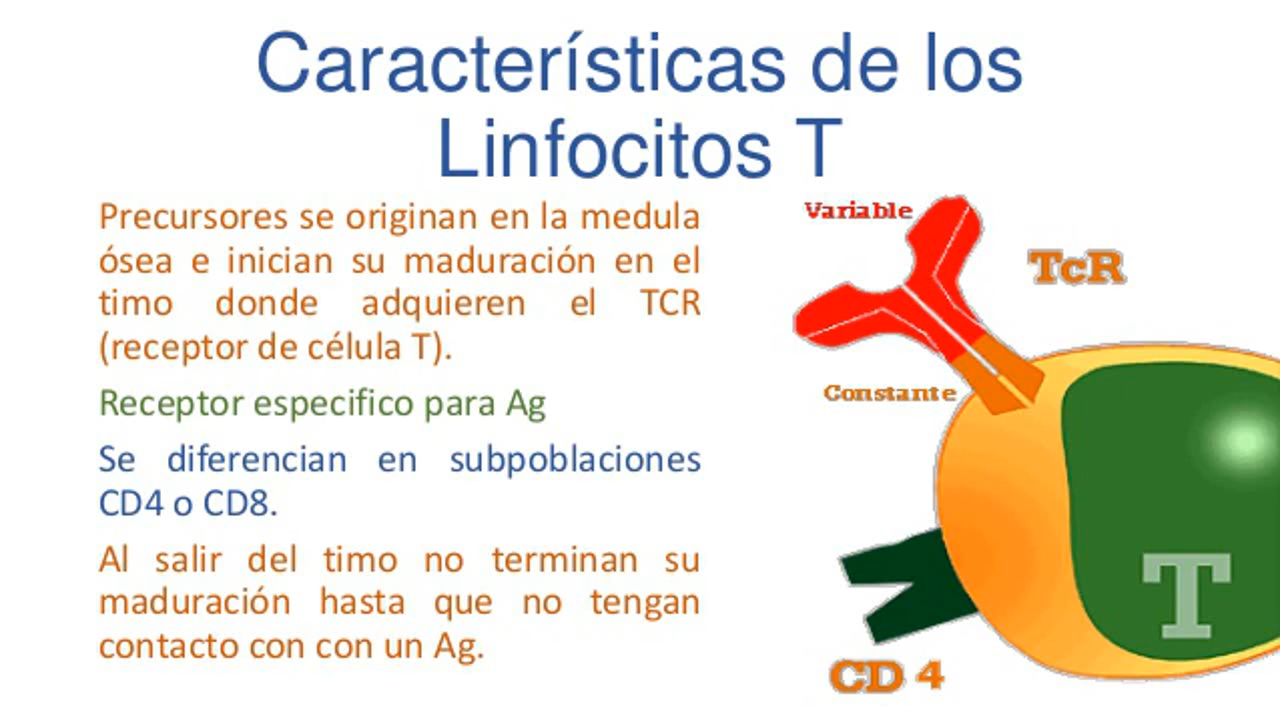 Características de los
Linfocitos T
Precursores se originan en la medula
ósea e inician su maduración en el
timo donde adquieren el TCR
(receptor de célula T).
Receptor especifico para Ag
Se diferencian en subpoblaciones
CD4 o CD8.
Al salir del timo no terminan su
maduración hasta que no tengan
contacto con con un Ag.
Variable
TcR
Constante
T
CD 4